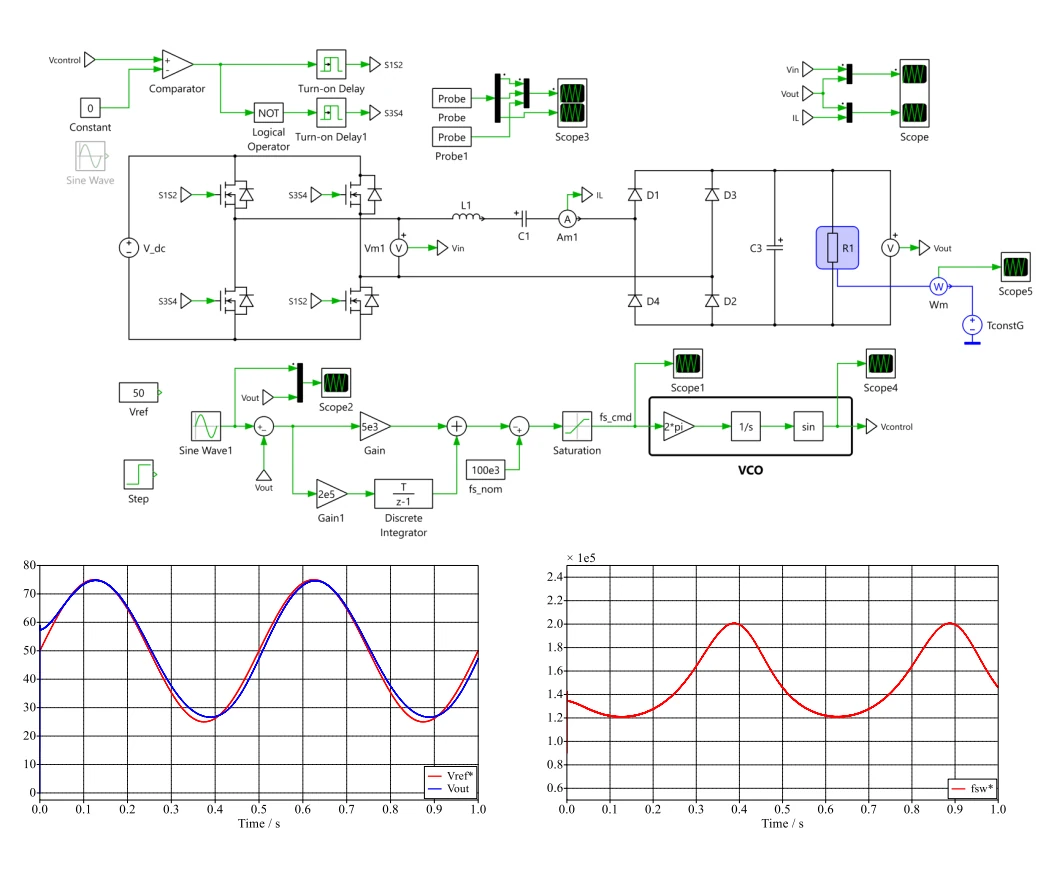 Vcontrol
+
-
Comparator
0
Constant
Sine Wave
Turn-on Delay
S1S2
NOT
Logical
Operator
Turn-on Delay1
S3S4
Probe
Probe
Probe
Probe1
Scope3
Vin
Vout
IL
Scope
V_dc
S1S2
S3S4
S3S4
S1S2
Vm1
V
Vin
L1
C1
A
Am1
IL
D1
D3
D4
D2
C3
R1
V
Vout
W
Wm
Scope5
TconstG
50
Vref
Step
Sine Wave1
Vout
Scope2
Vout
5e3
Gain
2e5
Gain1
T
z-1
Discrete
Integrator
100e3
fs_nom
Saturation
fs_cmd
Scope1
2*pi
1/s
sin
VCO
Scope4
Vcontrol
80
70
60
50
40
30
20
10
0
0.0 0.1 0.2 0.3 0.4 0.5 0.6 0.7 0.8 0.9 1.0
Time / s
Vref*
Vout
× 1e5
2.4
2.2
2.0
1.8
1.6
1.4
1.2
1.0
0.8
0.6
0.0 0.1 0.2 0.3 0.4 0.5 0.6 0.7 0.8 0.9 1.0
Time / s
fsw*